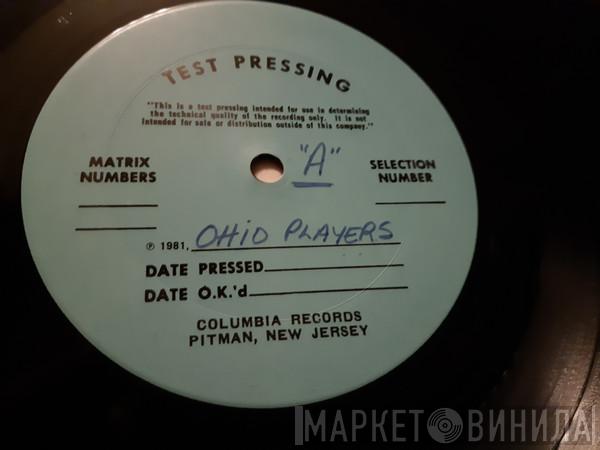 TEST PRESSING
"This is a test pressing intended for use in determining
the technical quality of the recording only. It is not
intended for sale or distribution outside of this company."
MATRIX
NUMBERS
"A"
SELECTION
NUMBER
℗ 1981, OHIO PLAYERS
DATE PRESSED
DATE O.K.'d
COLUMBIA RECORDS
PITMAN, NEW JERSEY
МАРКЕТ ВИНИЛА